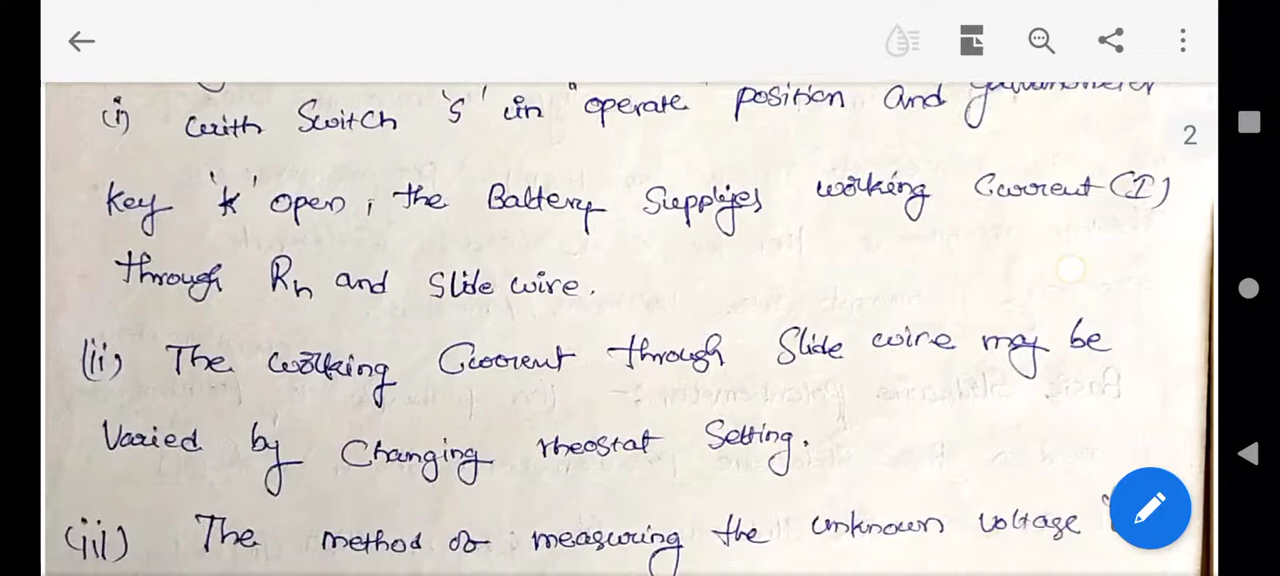 2
(i) with Switch 'S' in "operate position and galvanometer
key 'K' open, the Battery Supplies working Current (I)
through Rh and Slide wire.
(ii) The working Current through Slide wire may be
Varied by Changing rheostat Setting.
(iii) The method of measuring the unknown voltage